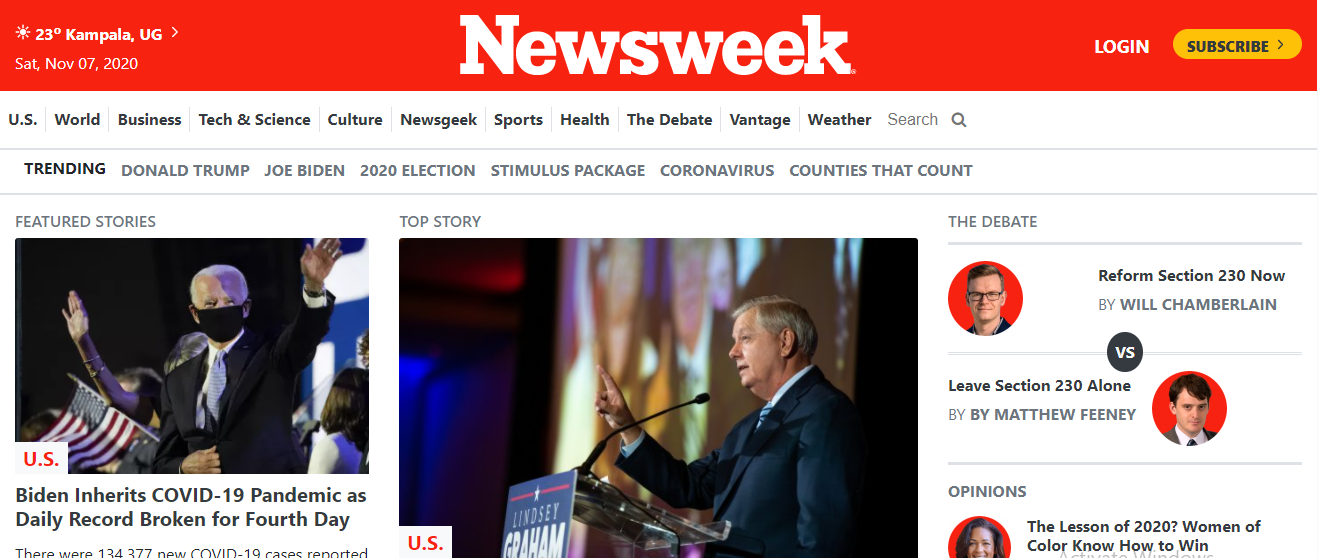 23º Kampala, UG
Sat, Nov 07, 2020
Newsweek
LOGIN
SUBSCRIBE
U.S. World Business Tech & Science Culture Newsgeek Sports Health The Debate Vantage Weather Search
TRENDING DONALD TRUMP JOE BIDEN 2020 ELECTION STIMULUS PACKAGE CORONAVIRUS COUNTIES THAT COUNT
FEATURED STORIES
U.S.
Biden Inherits COVID-19 Pandemic as
Daily Record Broken for Fourth Day
There were 134,377 new COVID-19 cases reported
TOP STORY
LINDSEY
GRAHAM
U.S.
THE DEBATE
Reform Section 230 Now
BY WILL CHAMBERLAIN
VS
Leave Section 230 Alone
BY BY MATTHEW FEENEY
OPINIONS
The Lesson of 2020? Women of
Color Know How to Win
Activate Windows